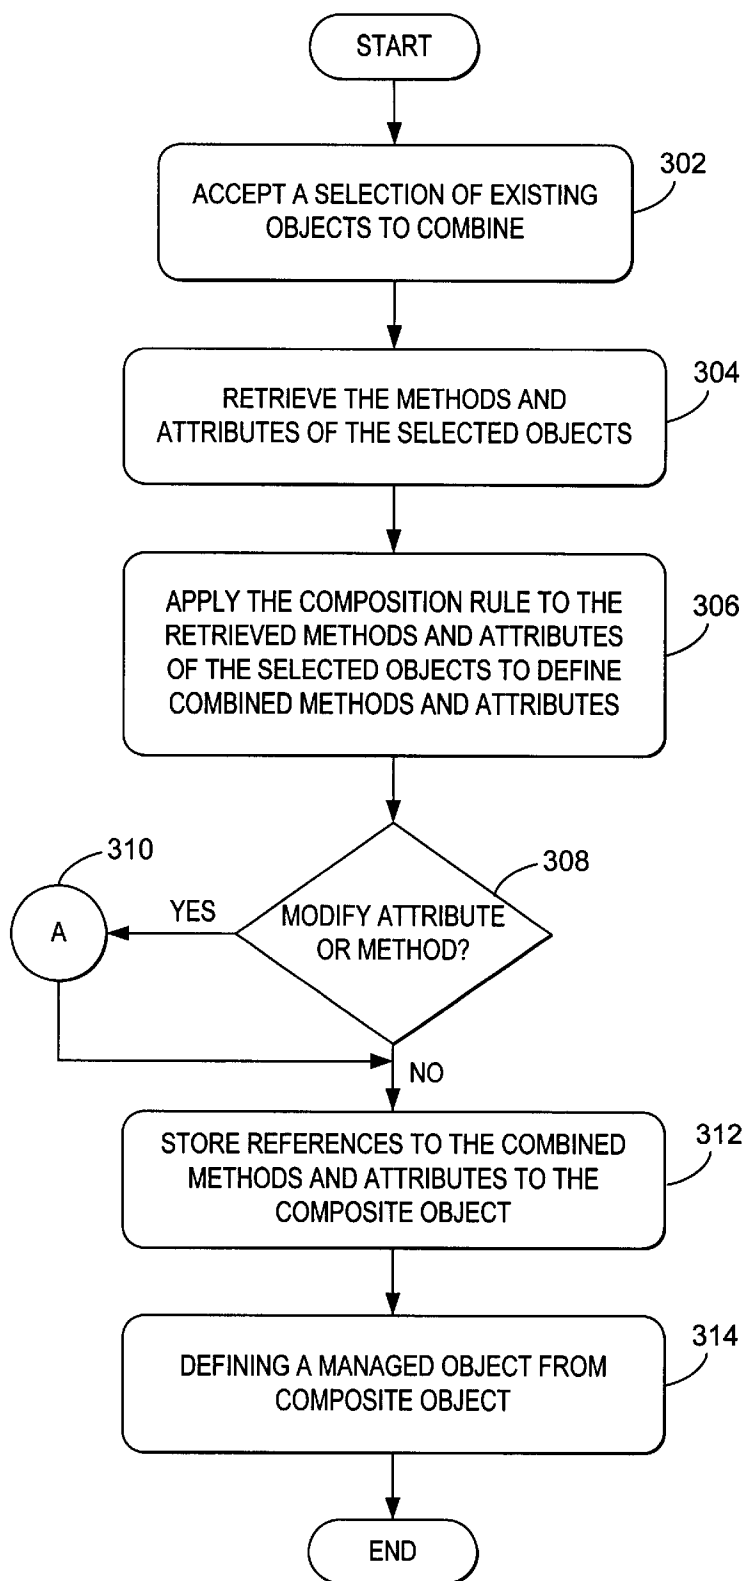 START
302
ACCEPT A SELECTION OF EXISTING
OBJECTS TO COMBINE
304
RETRIEVE THE METHODS AND
ATTRIBUTES OF THE SELECTED OBJECTS
306
APPLY THE COMPOSITION RULE TO THE
RETRIEVED METHODS AND ATTRIBUTES
OF THE SELECTED OBJECTS TO DEFINE
COMBINED METHODS AND ATTRIBUTES
310
308
A
YES
MODIFY ATTRIBUTE
OR METHOD?
NO
312
STORE REFERENCES TO THE COMBINED
METHODS AND ATTRIBUTES TO THE
COMPOSITE OBJECT
314
DEFINING A MANAGED OBJECT FROM
COMPOSITE OBJECT
END